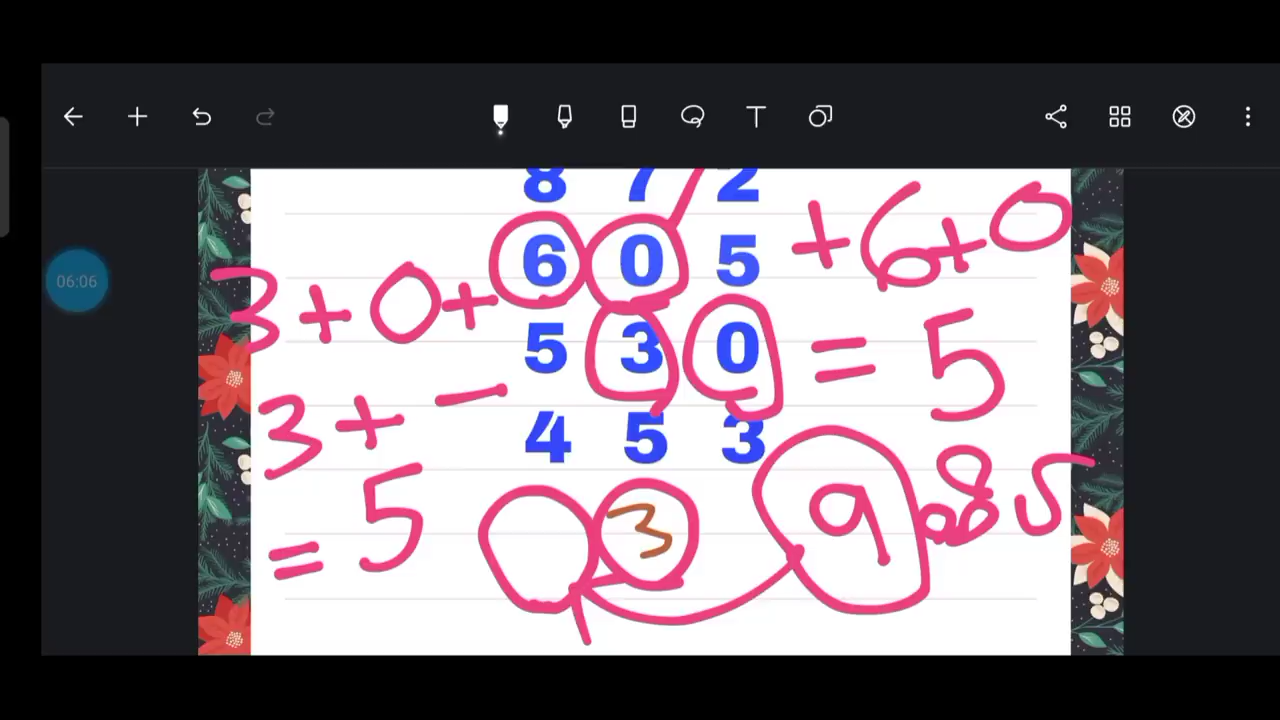 8 7 2
6 0 5 + 6 + 0
06:06
3 + 0 +
5 3 0 = 5
3 + -
4 5 3
= 5 3 9 5